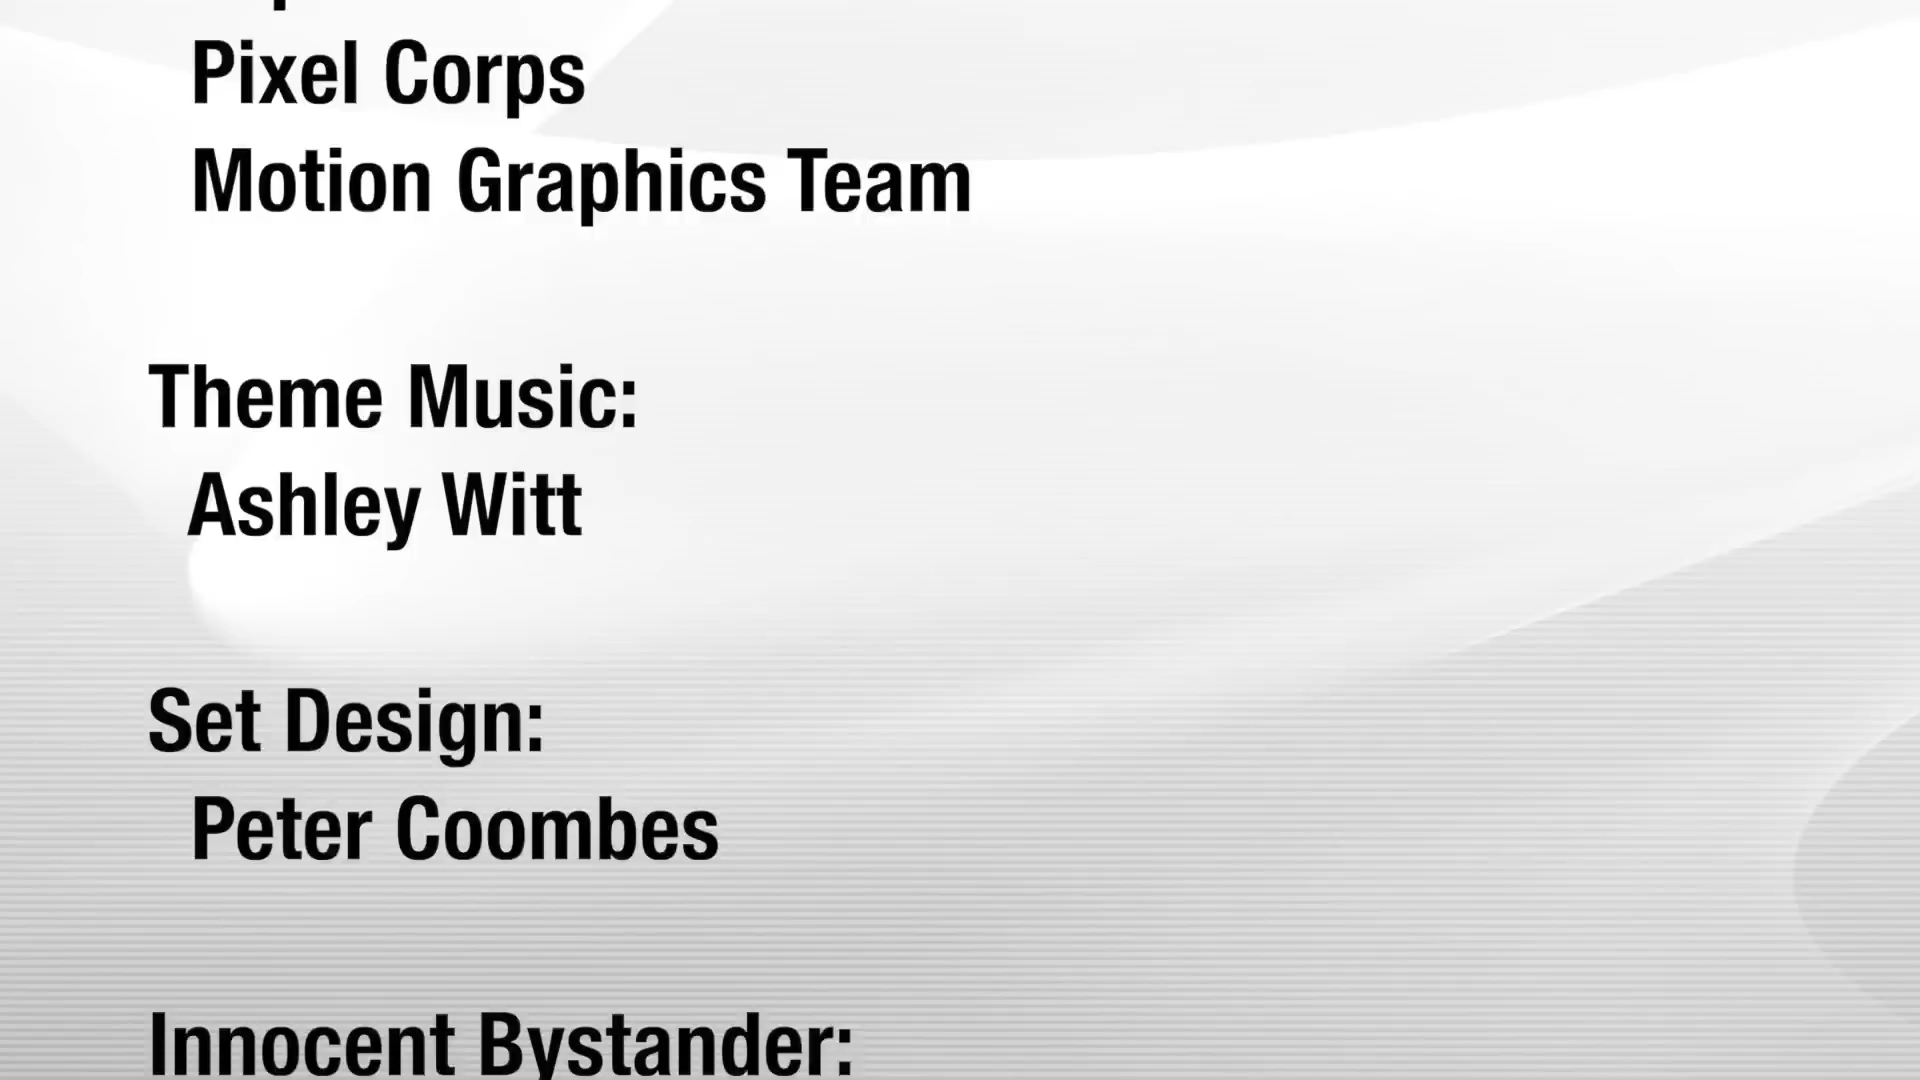 Pixel Corps
Motion Graphics Team
Theme Music:
Ashley Witt
Set Design:
Peter Coombes
Innocent Bystander: